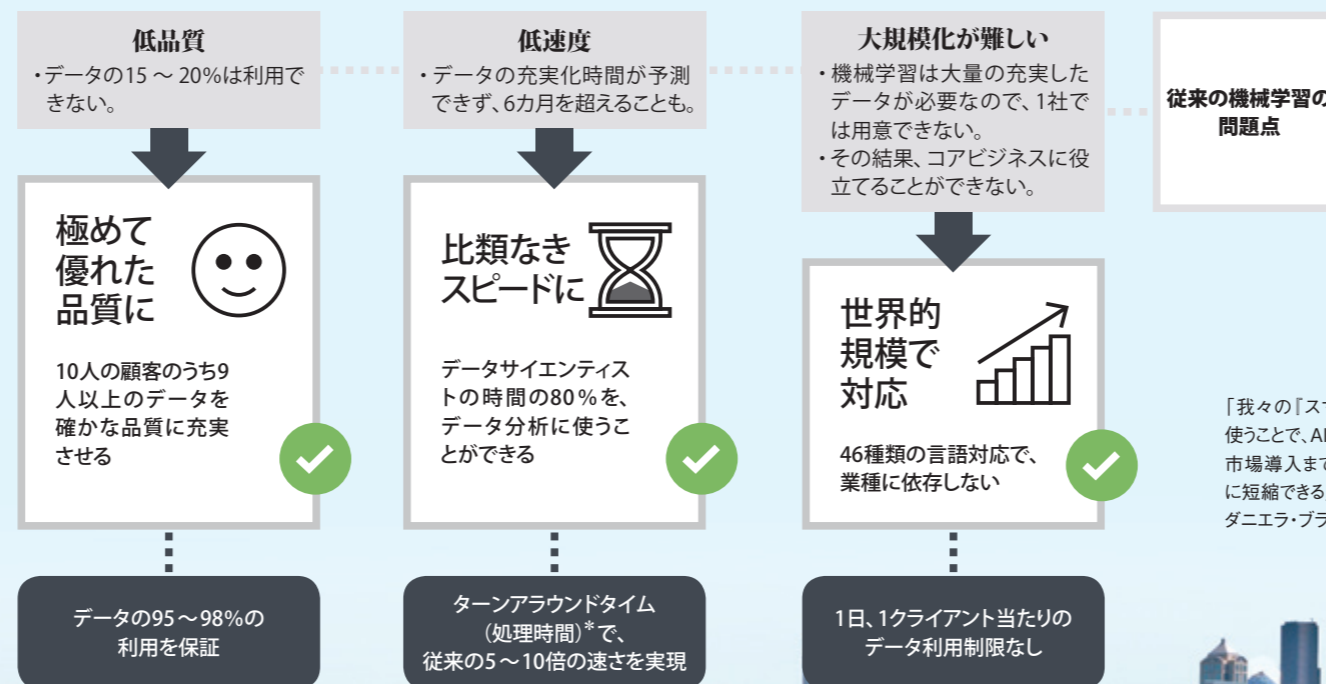 低品質
・データの15～20%は利用で
きない。
極めて
優れた
品質に
10人の顧客のうち9
人以上のデータを
確かな品質に充実
させる
データの95～98%の
利用を保証
低速度
・データの充実化時間が予測
できず、6カ月を超えることも。
比類なき
スピードに
データサイエンティス
トの時間の80%を、
データ分析に使うこ
とができる
ターンアラウンドタイム
（処理時間）*で、
従来の5～10倍の速さを実現
大規模化が難しい
・機械学習は大量の充実した
データが必要なので、1社で
は用意できない。
・その結果、コアビジネスに役
立てることができない。
世界的
規模で
対応
46種類の言語対応で、
業種に依存しない
1日、1クライアント当たりの
データ利用制限なし
従来の機械学習の
問題点
「我々の『ス
使うことで、A
市場導入まで
に短縮できる
ダニエラ・ブラ